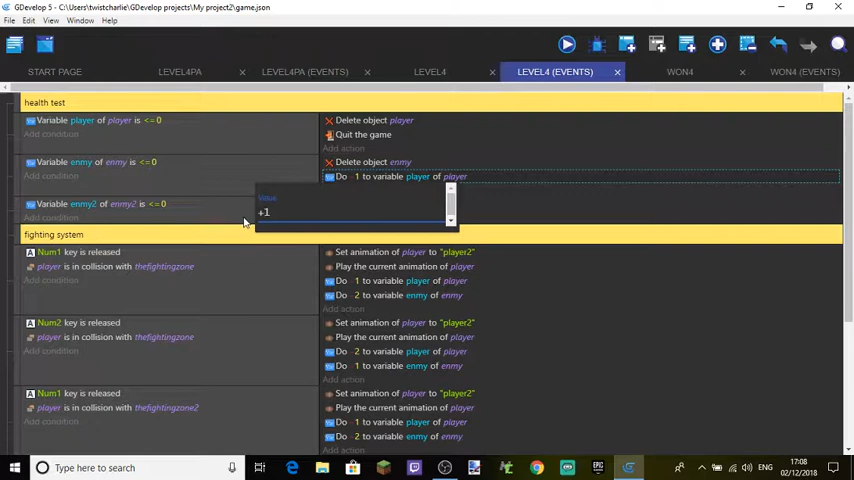 GDevelop 5 - C:\Users\twistcharlie\GDevelop projects\My project2\game.json
File Edit View Window Help
START PAGE LEVEL4PA LEVEL4PA (EVENTS) LEVEL4 LEVEL4 (EVENTS) WON4 WON4 (EVENTS)
health test
Variable player of player is <=0
Delete object player
Add condition
Quit the game
Add action
Variable enmy of enmy is <=0
Delete object enmy
Add condition
Do -1 to variable player of player
Value
+1
Variable enmy2 of enmy2 is <=0
Add condition
fighting system
Num1 key is released
Set animation of player to "player2"
player is in collision with thefightingzone
Play the current animation of player
Add condition
Do -1 to variable player of player
Do -2 to variable enmy of enmy
Add action
Num2 key is released
Set animation of player to "player2"
player is in collision with thefightingzone
Play the current animation of player
Add condition
Do -2 to variable player of player
Do -1 to variable enmy of enmy
Add action
Num1 key is released
Set animation of player to "player2"
player is in collision with thefightingzone2
Play the current animation of player
Add condition
Do -1 to variable player of player
Do -2 to variable enmy of enmy
Add action
Type here to search
EPIC
ENG
17:08
02/12/2018